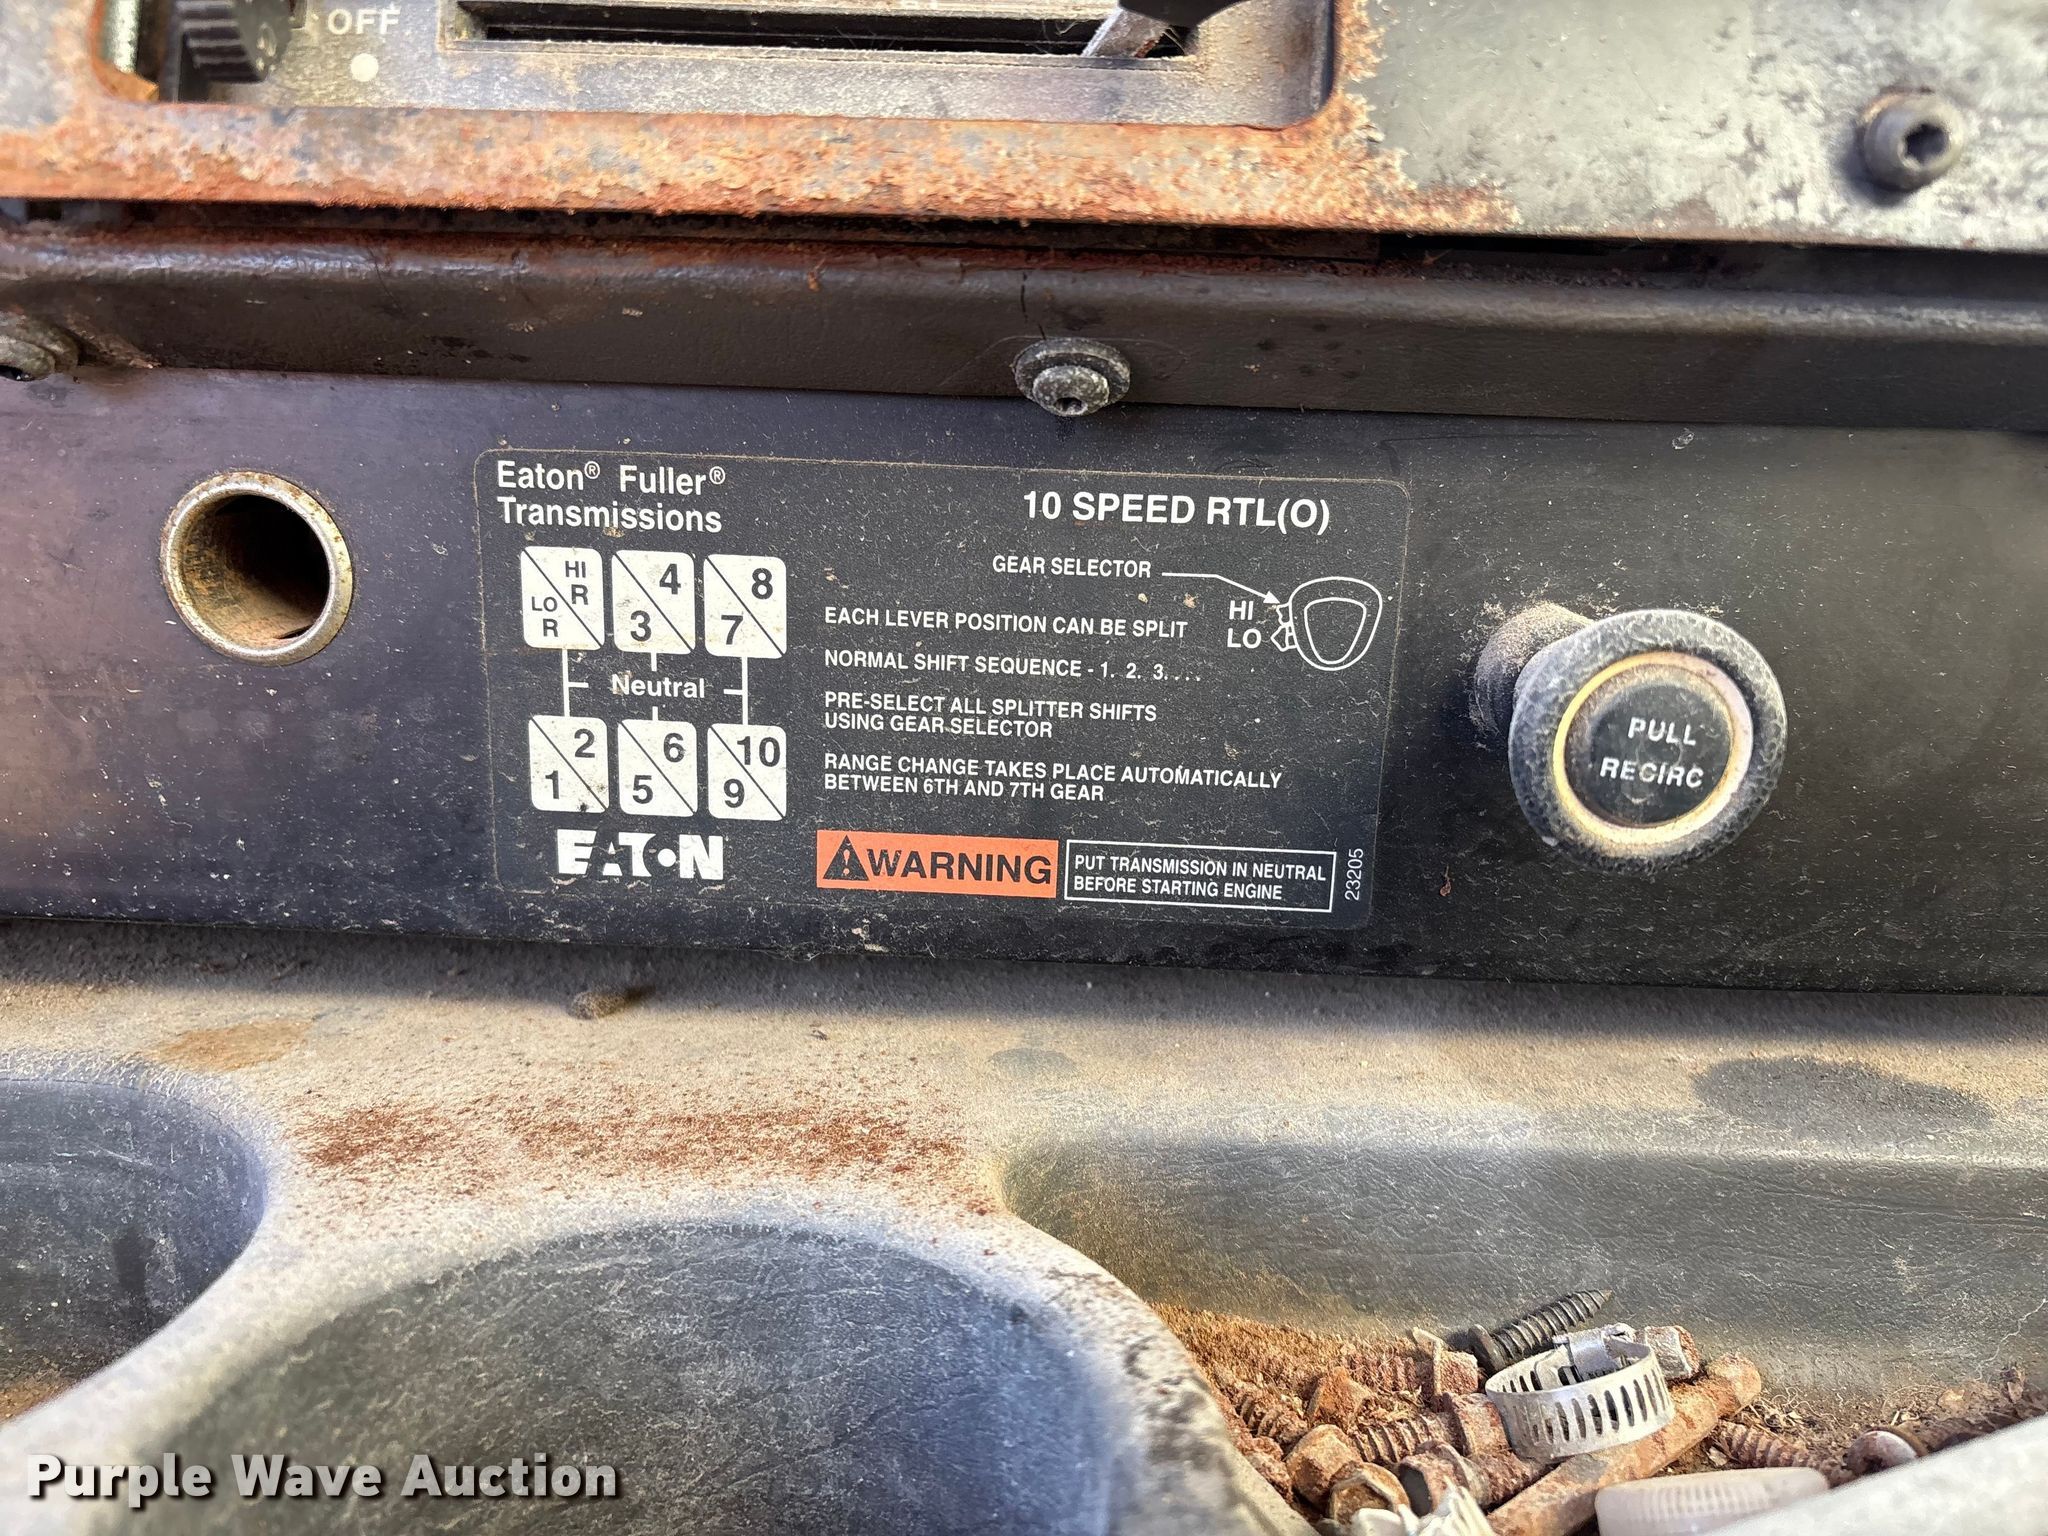 OFF
Eaton® Fuller®
Transmissions
10 SPEED RTL(O)
HI
R
LO
R
4
3
8
7
Neutral
2
1
6
5
10
9
EATON
GEAR SELECTOR
HI
LO
EACH LEVER POSITION CAN BE SPLIT
NORMAL SHIFT SEQUENCE - 1. 2. 3. . . .
PRE-SELECT ALL SPLITTER SHIFTS
USING GEAR SELECTOR
RANGE CHANGE TAKES PLACE AUTOMATICALLY
BETWEEN 6TH AND 7TH GEAR
WARNING
PUT TRANSMISSION IN NEUTRAL
BEFORE STARTING ENGINE
23205
PULL
RECIRC
Purple Wave Auction